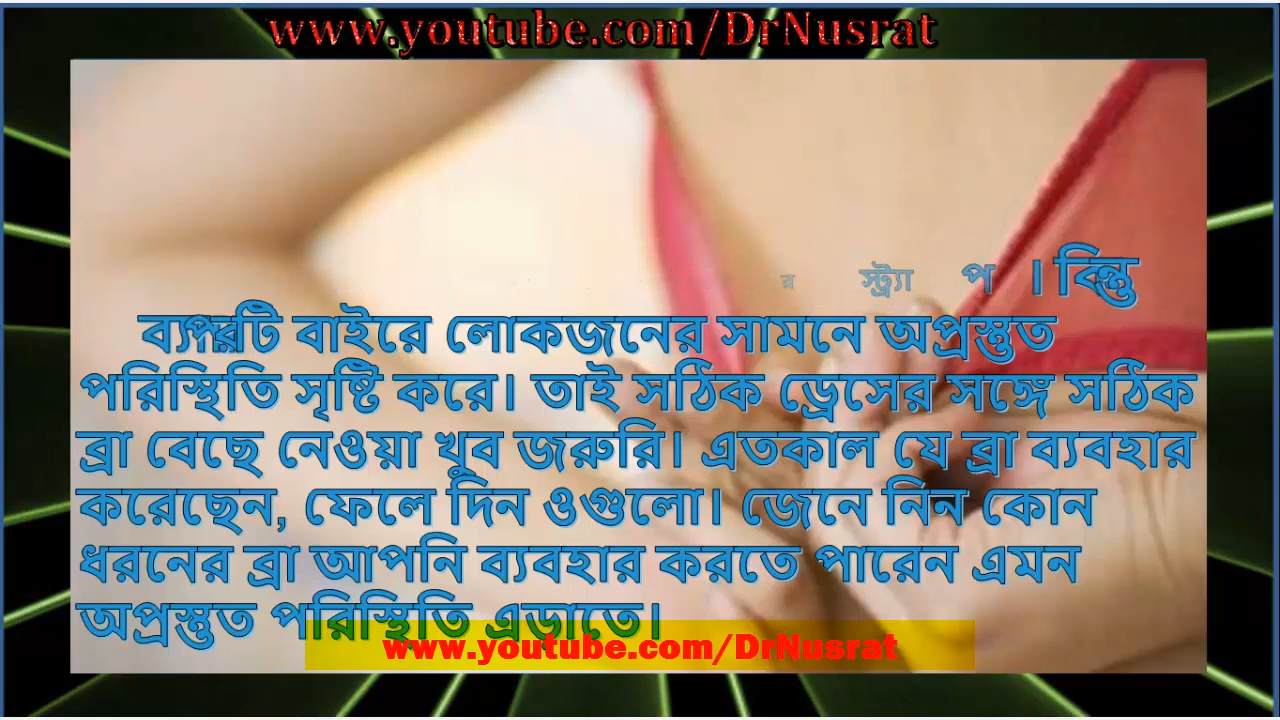 www.youtube.com/DrNusrat
র স্ট্র্যা প । কিন্তু
ব্যপরটি বাইরে লোকজনের সামনে অপ্রস্তুত
পরিস্থিতি সৃষ্টি করে। তাই সঠিক ড্রেসের সঙ্গে সঠিক
ব্রা বেছে নেওয়া খুব জরুরি। এতকাল যে ব্রা ব্যবহার
করেছেন, ফেলে দিন ওগুলো। জেনে নিন কোন
ধরনের ব্রা আপনি ব্যবহার করতে পারেন এমন
অপ্রস্তুত পরিস্থিতি এড়াতে।
www.youtube.com/DrNusrat